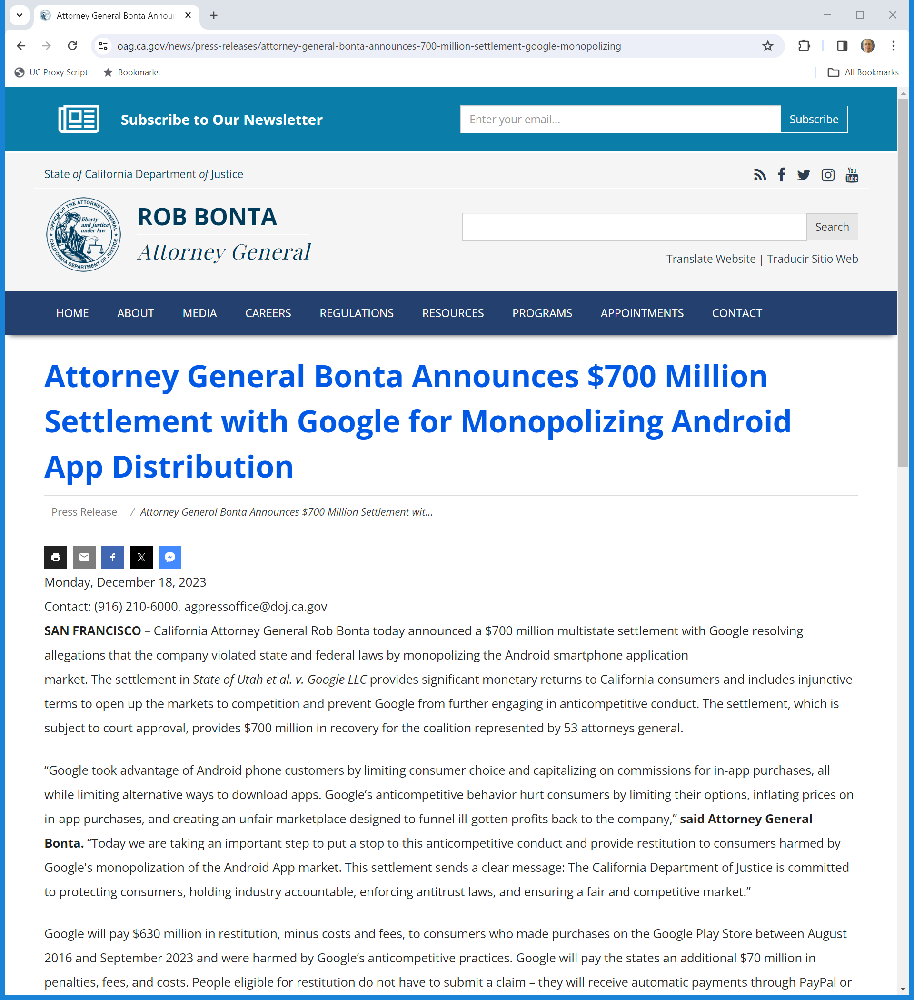 Attorney General Bonta Annour
oag.ca.gov/news/press-releases/attorney-general-bonta-announces-700-million-settlement-google-monopolizing
UC Proxy Script
Bookmarks
All Bookmarks
Subscribe to Our Newsletter
Enter your email...
Subscribe
State of California Department of Justice
You
Tube
OFFICE OF THE ATTORNEY GENERAL
liberty
and justice
under law
CALIFORNIA DEPARTMENT OF JUSTICE
ROB BONTA
Attorney General
Search
Translate Website | Traducir Sitio Web
HOME ABOUT MEDIA CAREERS REGULATIONS RESOURCES PROGRAMS APPOINTMENTS CONTACT
Attorney General Bonta Announces $700 Million
Settlement with Google for Monopolizing Android
App Distribution
Press Release / Attorney General Bonta Announces $700 Million Settlement wit...
Monday, December 18, 2023
Contact: (916) 210-6000, agpressoffice@doj.ca.gov
SAN FRANCISCO – California Attorney General Rob Bonta today announced a $700 million multistate settlement with Google resolving
allegations that the company violated state and federal laws by monopolizing the Android smartphone application
market. The settlement in State of Utah et al. v. Google LLC provides significant monetary returns to California consumers and includes injunctive
terms to open up the markets to competition and prevent Google from further engaging in anticompetitive conduct. The settlement, which is
subject to court approval, provides $700 million in recovery for the coalition represented by 53 attorneys general.
“Google took advantage of Android phone customers by limiting consumer choice and capitalizing on commissions for in-app purchases, all
while limiting alternative ways to download apps. Google’s anticompetitive behavior hurt consumers by limiting their options, inflating prices on
in-app purchases, and creating an unfair marketplace designed to funnel ill-gotten profits back to the company,” said Attorney General
Bonta. “Today we are taking an important step to put a stop to this anticompetitive conduct and provide restitution to consumers harmed by
Google's monopolization of the Android App market. This settlement sends a clear message: The California Department of Justice is committed
to protecting consumers, holding industry accountable, enforcing antitrust laws, and ensuring a fair and competitive market.”
Google will pay $630 million in restitution, minus costs and fees, to consumers who made purchases on the Google Play Store between August
2016 and September 2023 and were harmed by Google’s anticompetitive practices. Google will pay the states an additional $70 million in
penalties, fees, and costs. People eligible for restitution do not have to submit a claim – they will receive automatic payments through PayPal or